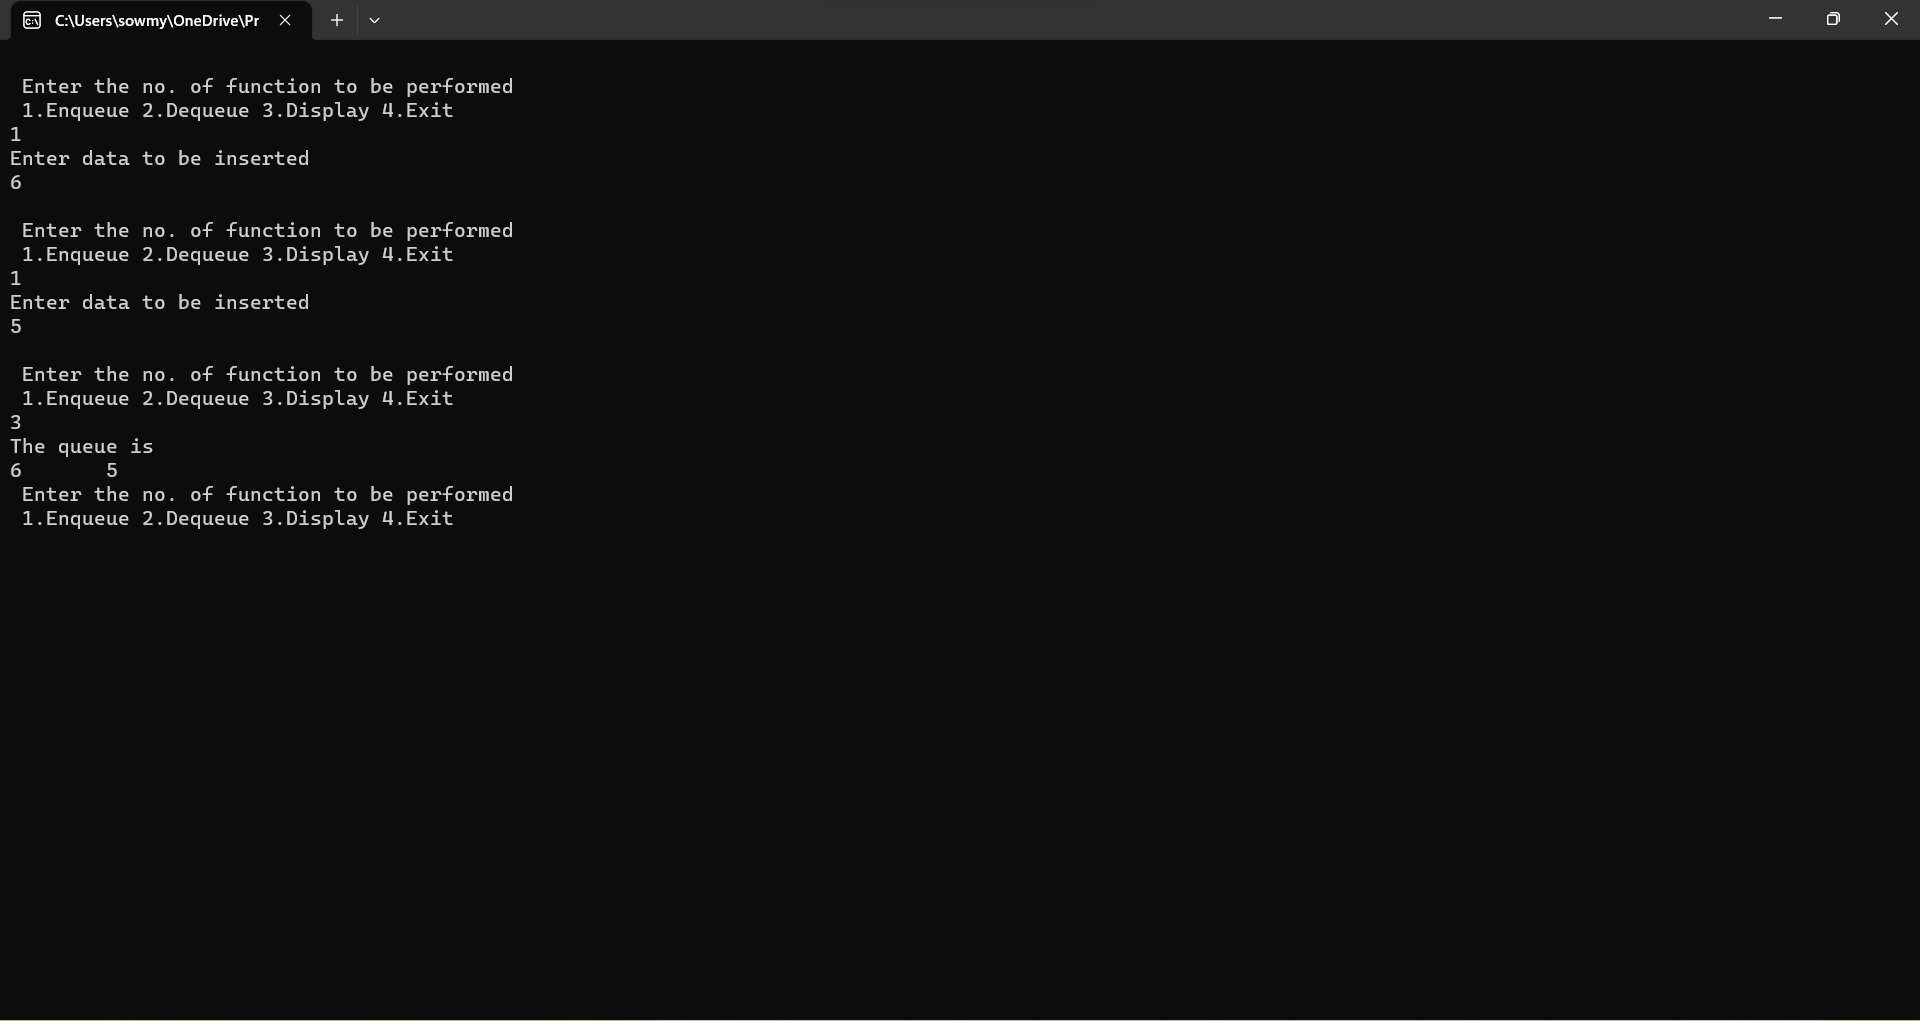 C:\Users\sowmy\OneDrive\Pr
Enter the no. of function to be performed
1.Enqueue 2.Dequeue 3.Display 4.Exit
1
Enter data to be inserted
6
Enter the no. of function to be performed
1.Enqueue 2.Dequeue 3.Display 4.Exit
1
Enter data to be inserted
5
Enter the no. of function to be performed
1.Enqueue 2.Dequeue 3.Display 4.Exit
3
The queue is
6       5
Enter the no. of function to be performed
1.Enqueue 2.Dequeue 3.Display 4.Exit